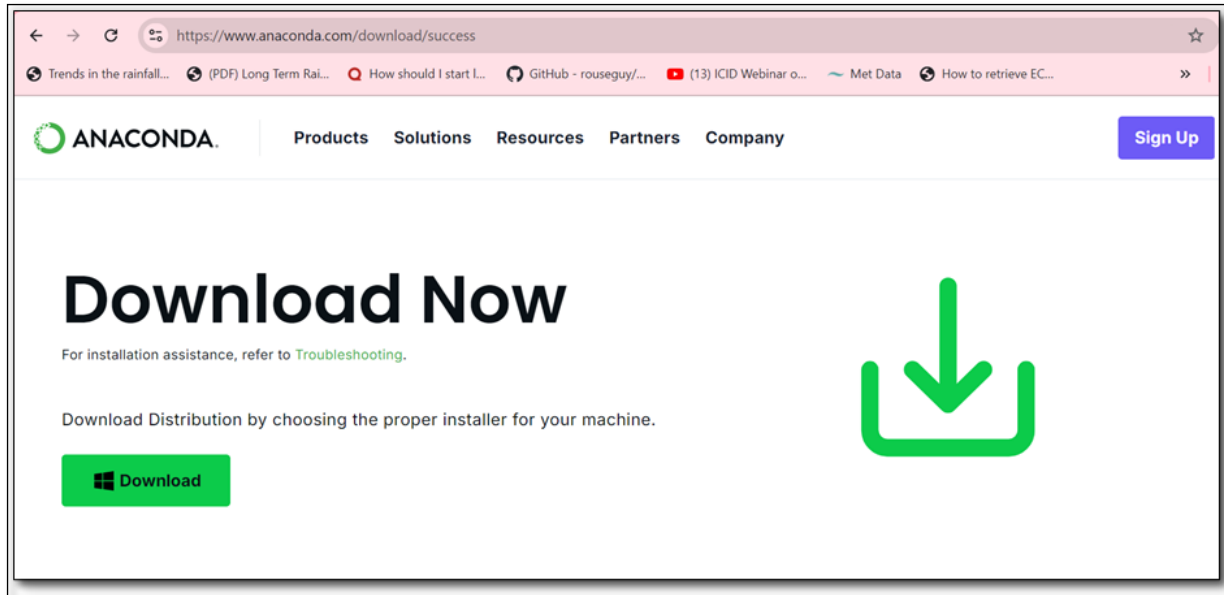 https://www.anaconda.com/download/success
Trends in the rainfall... (PDF) Long Term Rai... How should I start l... GitHub - rouseguy/... (13) ICID Webinar o... Met Data How to retrieve EC... »
ANACONDA. Products Solutions Resources Partners Company Sign Up
Download Now
For installation assistance, refer to Troubleshooting.
Download Distribution by choosing the proper installer for your machine.
Download